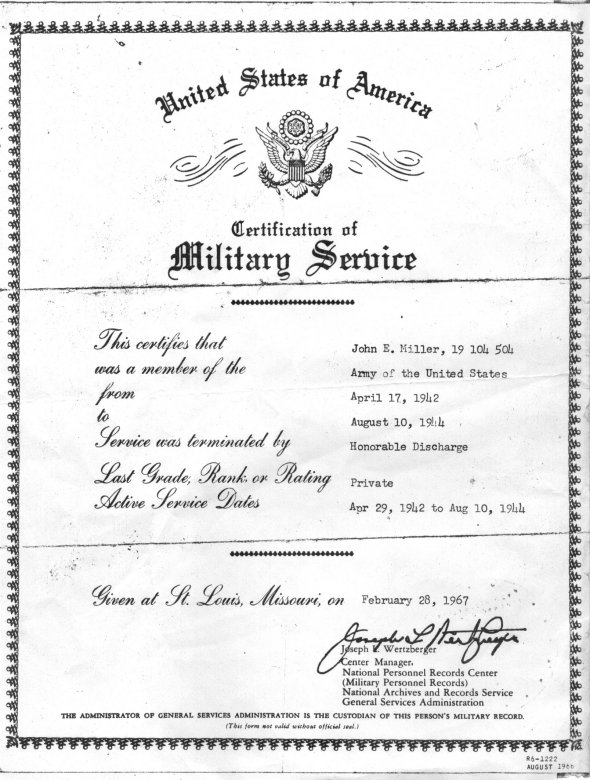 United States of America
Certification of
Military Service
This certifies that John E. Miller, 19 104 504
was a member of the Army of the United States
from April 17, 1942
to August 10, 1944
Service was terminated by Honorable Discharge
Last Grade, Rank, or Rating Private
Active Service Dates Apr 29, 1942 to Aug 10, 1944
Given at St. Louis, Missouri, on February 28, 1967
Joseph L. Wertzberger
Joseph L. Wertzberger
Center Manager,
National Personnel Records Center
(Military Personnel Records)
National Archives and Records Service
General Services Administration
THE ADMINISTRATOR OF GENERAL SERVICES ADMINISTRATION IS THE CUSTODIAN OF THIS PERSON'S MILITARY RECORD.
(This form not valid without official seal.)
R6-1222
AUGUST 1966